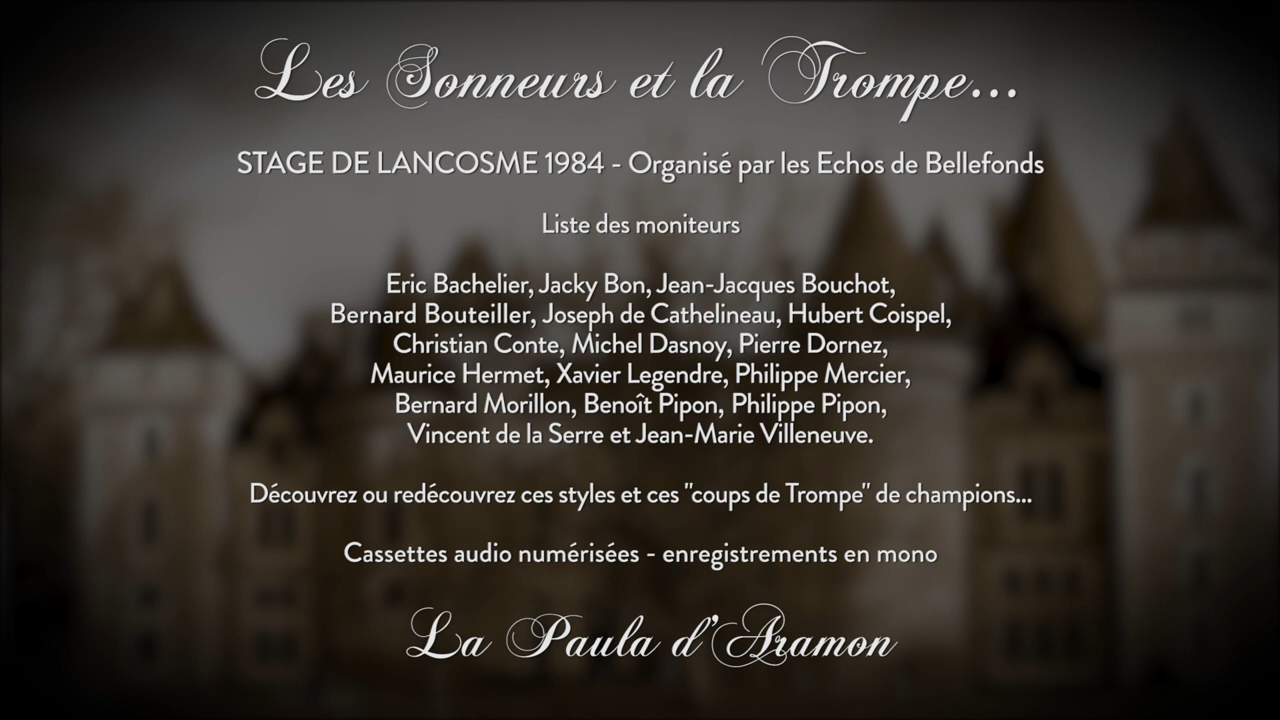 Les Sonneurs et la Trompe...
STAGE DE LANCOSME 1984 - Organisé par les Echos de Bellefonds
Liste des moniteurs
Eric Bachelier, Jacky Bon, Jean-Jacques Bouchot,
Bernard Bouteiller, Joseph de Cathelineau, Hubert Coispel,
Christian Conte, Michel Dasnoy, Pierre Dornez,
Maurice Hermet, Xavier Legendre, Philippe Mercier,
Bernard Morillon, Benoît Pipon, Philippe Pipon,
Vincent de la Serre et Jean-Marie Villeneuve.
Découvrez ou redécouvrez ces styles et ces "coups de Trompe" de champions...
Cassettes audio numérisées - enregistrements en mono
La Paula d'Aramon